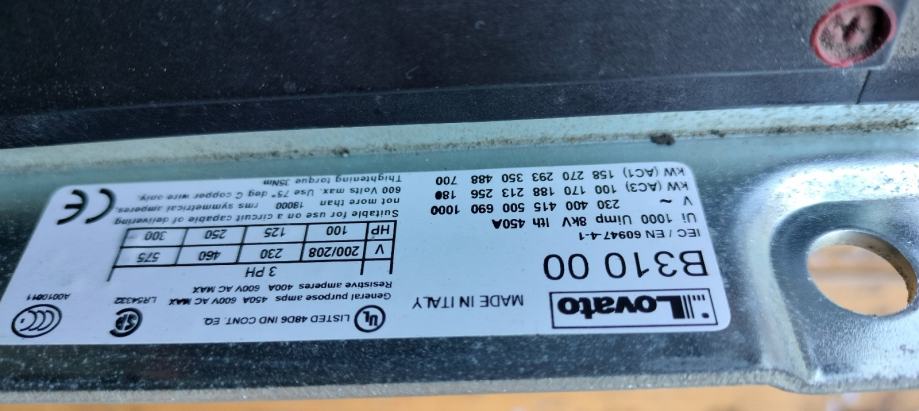 Lovato
MADE IN ITALY
B310 00
IEC / EN 60947-4-1
Ui 1000 Uimp 8KV Ith 450A
V ~ 230 400 415 500 690 1000
kW (AC3) 100 170 188 213 256
kW (AC1) 158 270 293 350 488 700
UL LISTED 48D6 IND CONT. EQ.
LR54332
A0010911
General purpose amps 450A 600V AC MAX
Resistive amperes 400A 600V AC MAX
3 PH
V 200/208 230 460 575
HP 100 125 250 300
Suitable for use on a circuit capable of delivering
not more than 18000 rms symmetrical amperes.
600 Volts max. Use 75° deg C copper wire only.
Thightening torque 35Nm
CE